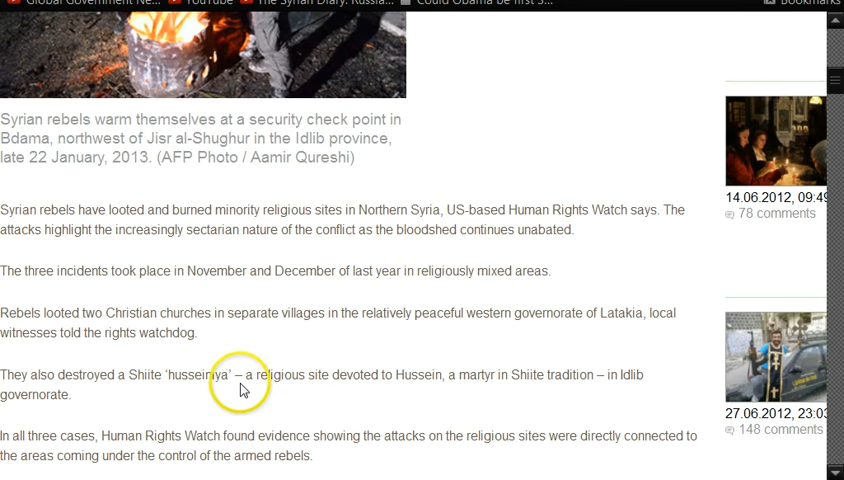 Global Government Ne...
YouTube
The Syrian Diary: Russia...
Could Obama be first S...
Bookmarks
Syrian rebels warm themselves at a security check point in
Bdama, northwest of Jisr al-Shughur in the Idlib province,
late 22 January, 2013. (AFP Photo / Aamir Qureshi)
Syrian rebels have looted and burned minority religious sites in Northern Syria, US-based Human Rights Watch says. The
attacks highlight the increasingly sectarian nature of the conflict as the bloodshed continues unabated.
The three incidents took place in November and December of last year in religiously mixed areas.
Rebels looted two Christian churches in separate villages in the relatively peaceful western governorate of Latakia, local
witnesses told the rights watchdog.
They also destroyed a Shiite ‘husseiniya’ – a religious site devoted to Hussein, a martyr in Shiite tradition – in Idlib
governorate.
In all three cases, Human Rights Watch found evidence showing the attacks on the religious sites were directly connected to
the areas coming under the control of the armed rebels.
14.06.2012, 09:49
78 comments
27.06.2012, 23:03
148 comments